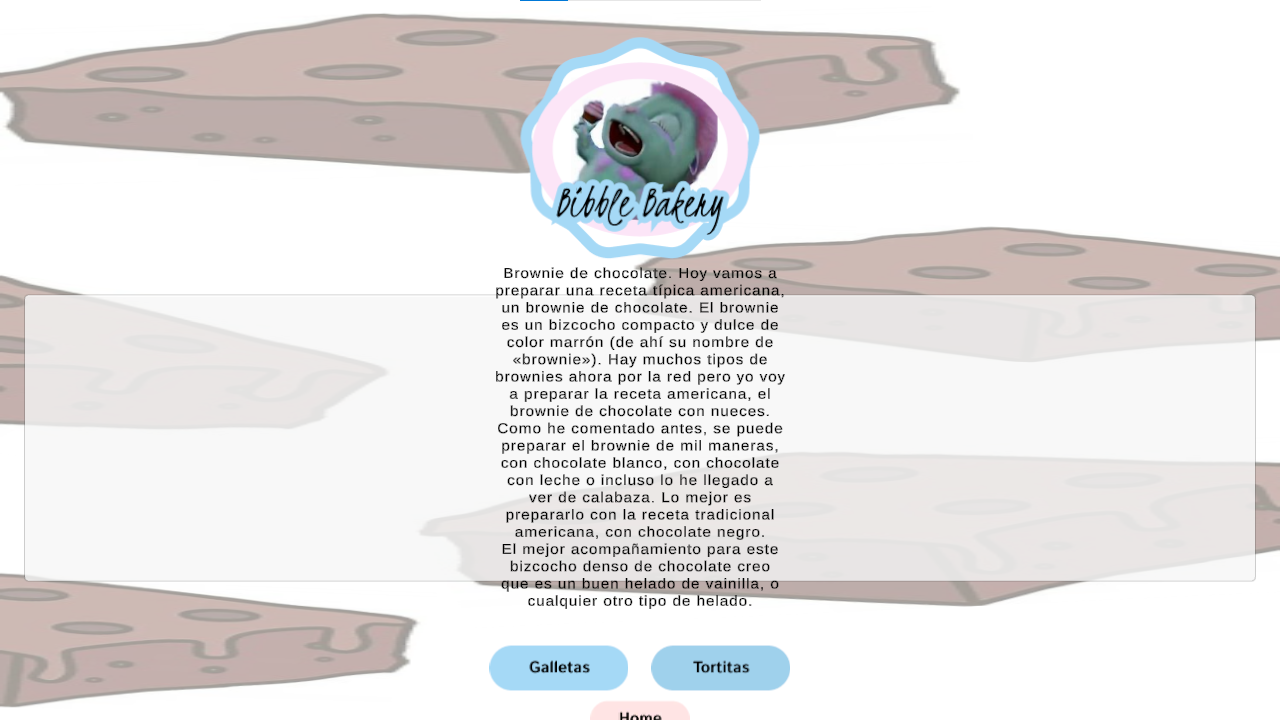 Bibble Bakery
Brownie de chocolate. Hoy vamos a
preparar una receta típica americana,
un brownie de chocolate. El brownie
es un bizcocho compacto y dulce de
color marrón (de ahí su nombre de
«brownie»). Hay muchos tipos de
brownies ahora por la red pero yo voy
a preparar la receta americana, el
brownie de chocolate con nueces.
Como he comentado antes, se puede
preparar el brownie de mil maneras,
con chocolate blanco, con chocolate
con leche o incluso lo he llegado a
ver de calabaza. Lo mejor es
prepararlo con la receta tradicional
americana, con chocolate negro.
El mejor acompañamiento para este
bizcocho denso de chocolate creo
que es un buen helado de vainilla, o
cualquier otro tipo de helado.
Galletas
Tortitas
Home